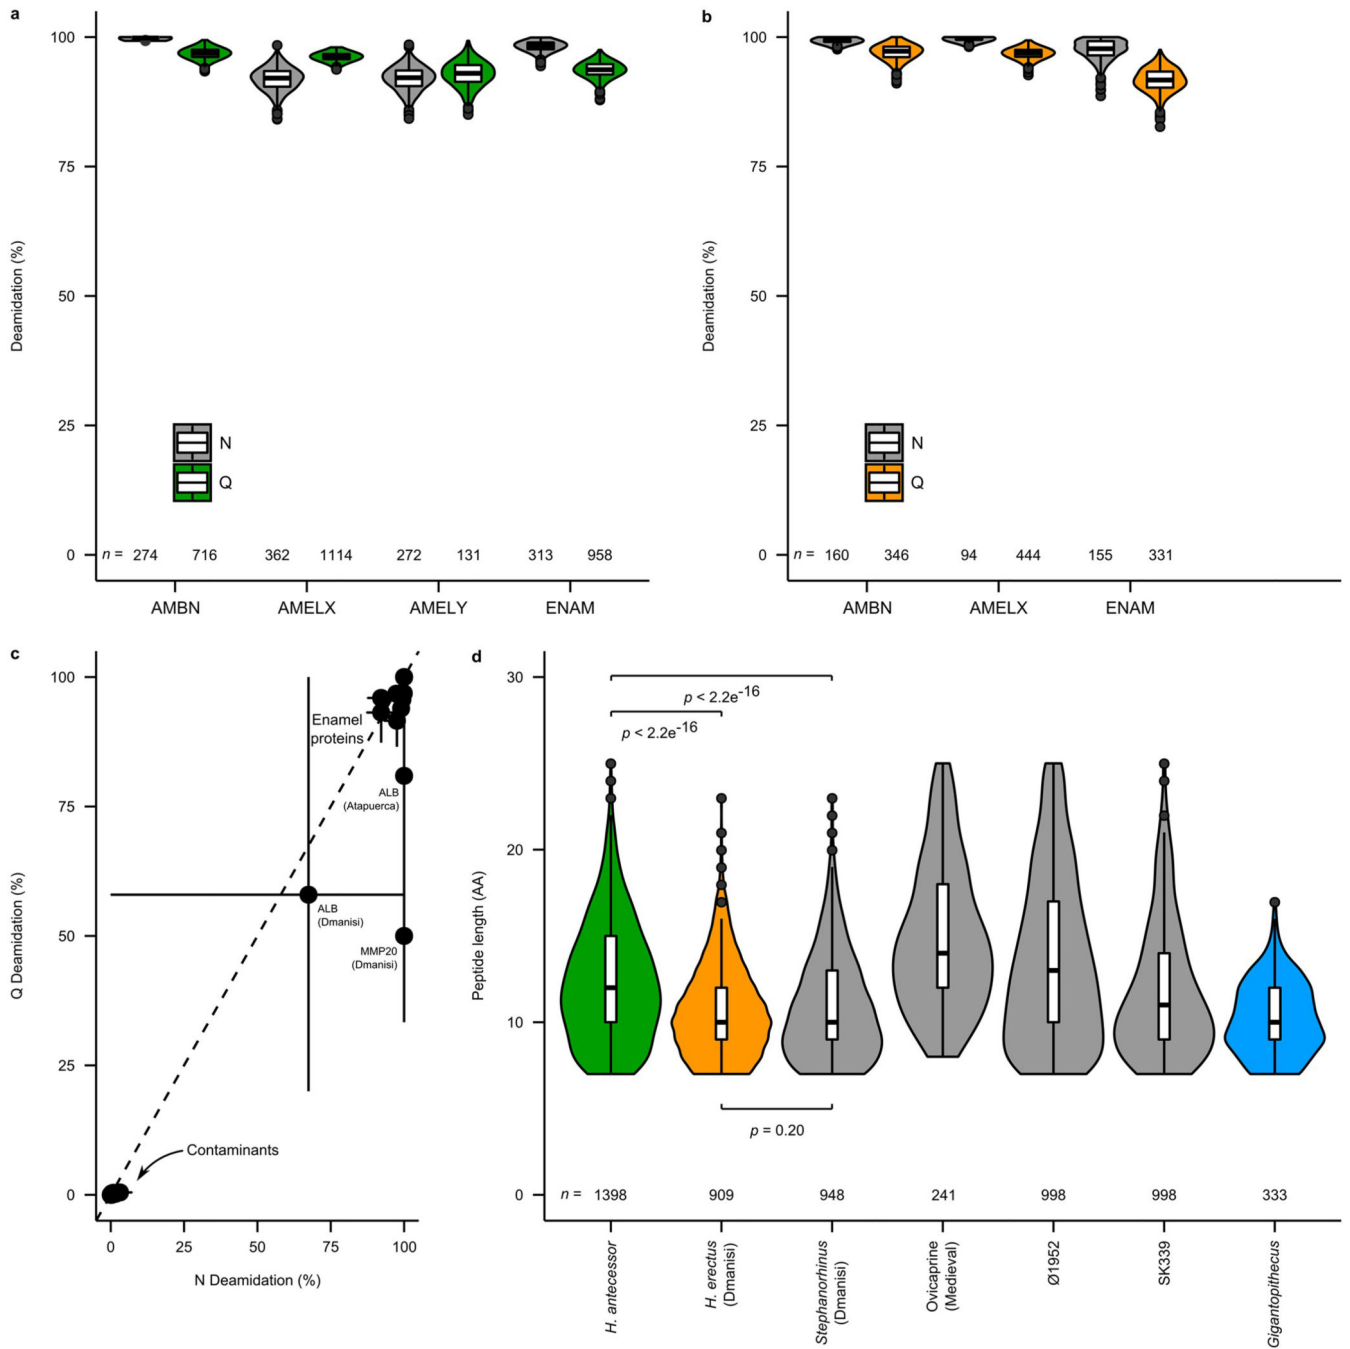 a
100
75
50
25
0
Deamidation (%)
N
Q
n = 274 716 362 1114 272 131 313 958
AMBN AMELX AMELY ENAM
b
100
75
50
25
0
Deamidation (%)
N
Q
n = 160 346 94 444 155 331
AMBN AMELX ENAM
c
100
75
50
25
0
Q Deamidation (%)
Enamel
proteins
ALB
(Atapuerca)
ALB
(Dmanisi)
MMP20
(Dmanisi)
Contaminants
0 25 50 75 100
N Deamidation (%)
d
30
20
10
0
Peptide length (AA)
p < 2.2e-16
p < 2.2e-16
p = 0.20
n = 1398 909 948 241 998 998 333
H. antecessor
H. erectus
(Dmanisi)
Stephanorhinus
(Dmanisi)
Ovicaprine
(Medieval)
Ø1952
SK339
Gigantopithecus